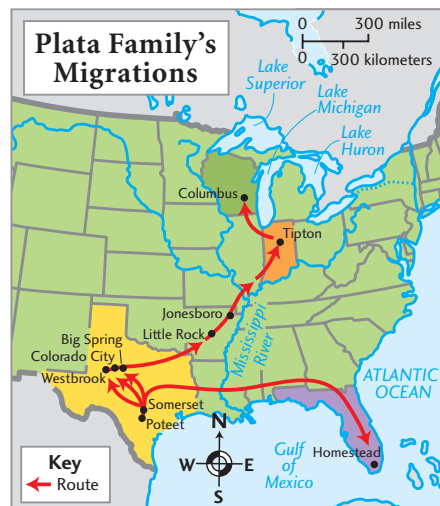 Plata Family's
Migrations
0 300 miles
0 300 kilometers
Lake
Superior
Lake
Michigan
Lake
Huron
Columbus
Tipton
Jonesboro
Little Rock
Mississippi
River
Big Spring
Colorado City
Westbrook
Somerset
Poteet
ATLANTIC
OCEAN
Homestead
Gulf
of
Mexico
N
W E
S
Key
Route